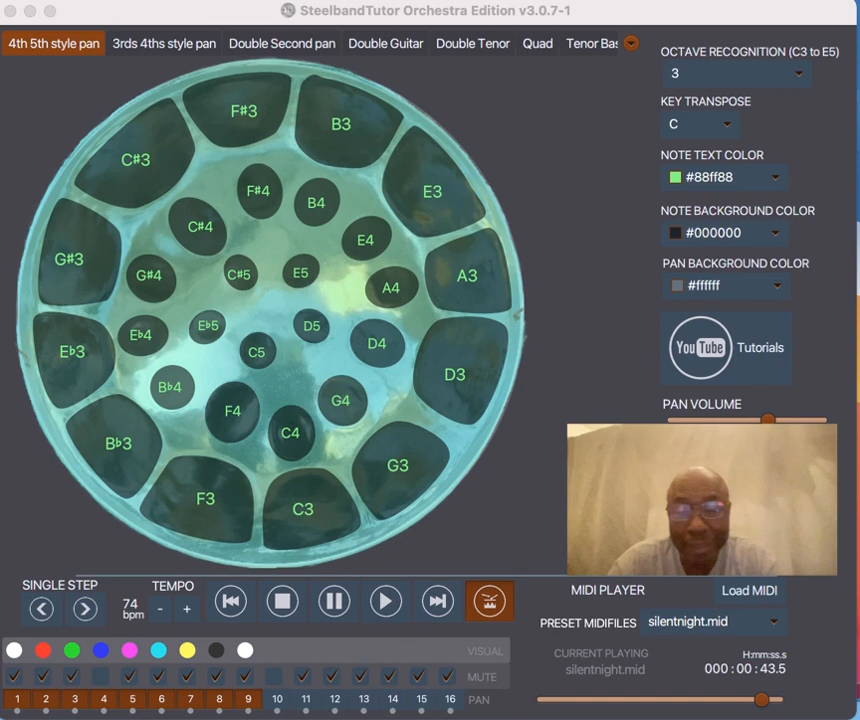 SteelbandTutor Orchestra Edition v3.0.7-1
4th 5th style pan
3rds 4ths style pan
Double Second pan
Double Guitar
Double Tenor
Quad
Tenor Bas
OCTAVE RECOGNITION (C3 to E5)
3
KEY TRANSPOSE
C
NOTE TEXT COLOR
#88ff88
NOTE BACKGROUND COLOR
#000000
PAN BACKGROUND COLOR
#ffffff
You Tube Tutorials
PAN VOLUME
F♯3
B3
C♯3
E3
F♯4
B4
C♯4
E4
G♯3
G♯4
C♯5
E5
A4
A3
E♭3
E♭4
E♭5
D5
D4
D3
C5
B♭4
F4
G4
C4
B♭3
G3
F3
C3
SINGLE STEP
TEMPO
74
bpm
-
+
MIDI PLAYER
Load MIDI
PRESET MIDIFILES
silentnight.mid
CURRENT PLAYING
silentnight.mid
H:mm:ss.s
000 : 00 : 43.5
VISUAL
MUTE
1 2 3 4 5 6 7 8 9 10 11 12 13 14 15 16 PAN